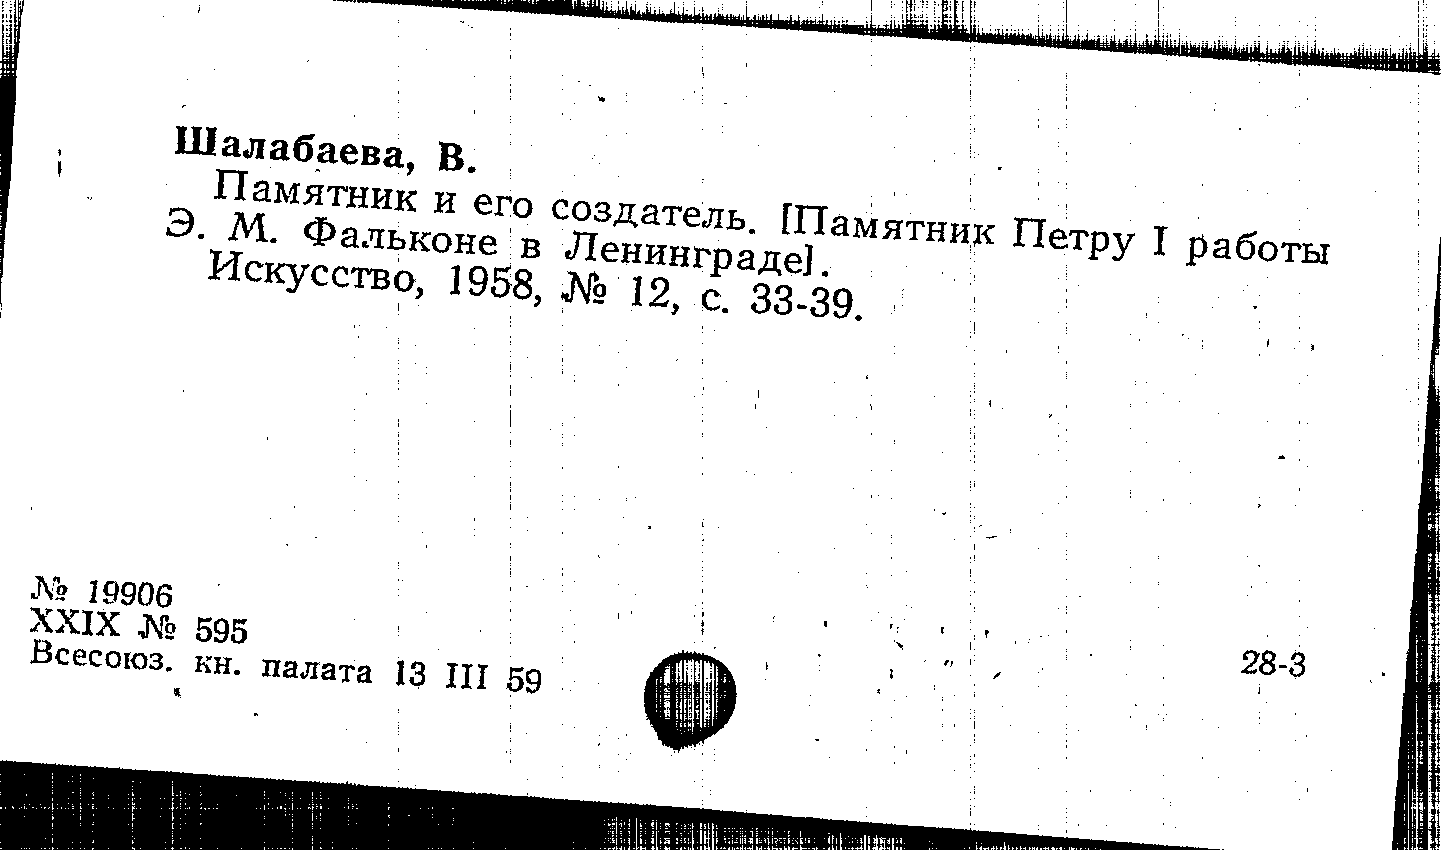 Шалабаева, В.
Памятник и его создатель. [Памятник Петру I работы
Э. М. Фальконе в Ленинграде].
Искусство, 1958, № 12, с. 33-39.
№ 19906
XXIX № 595
Всесоюз. кн. палата 13 III 59
28-3